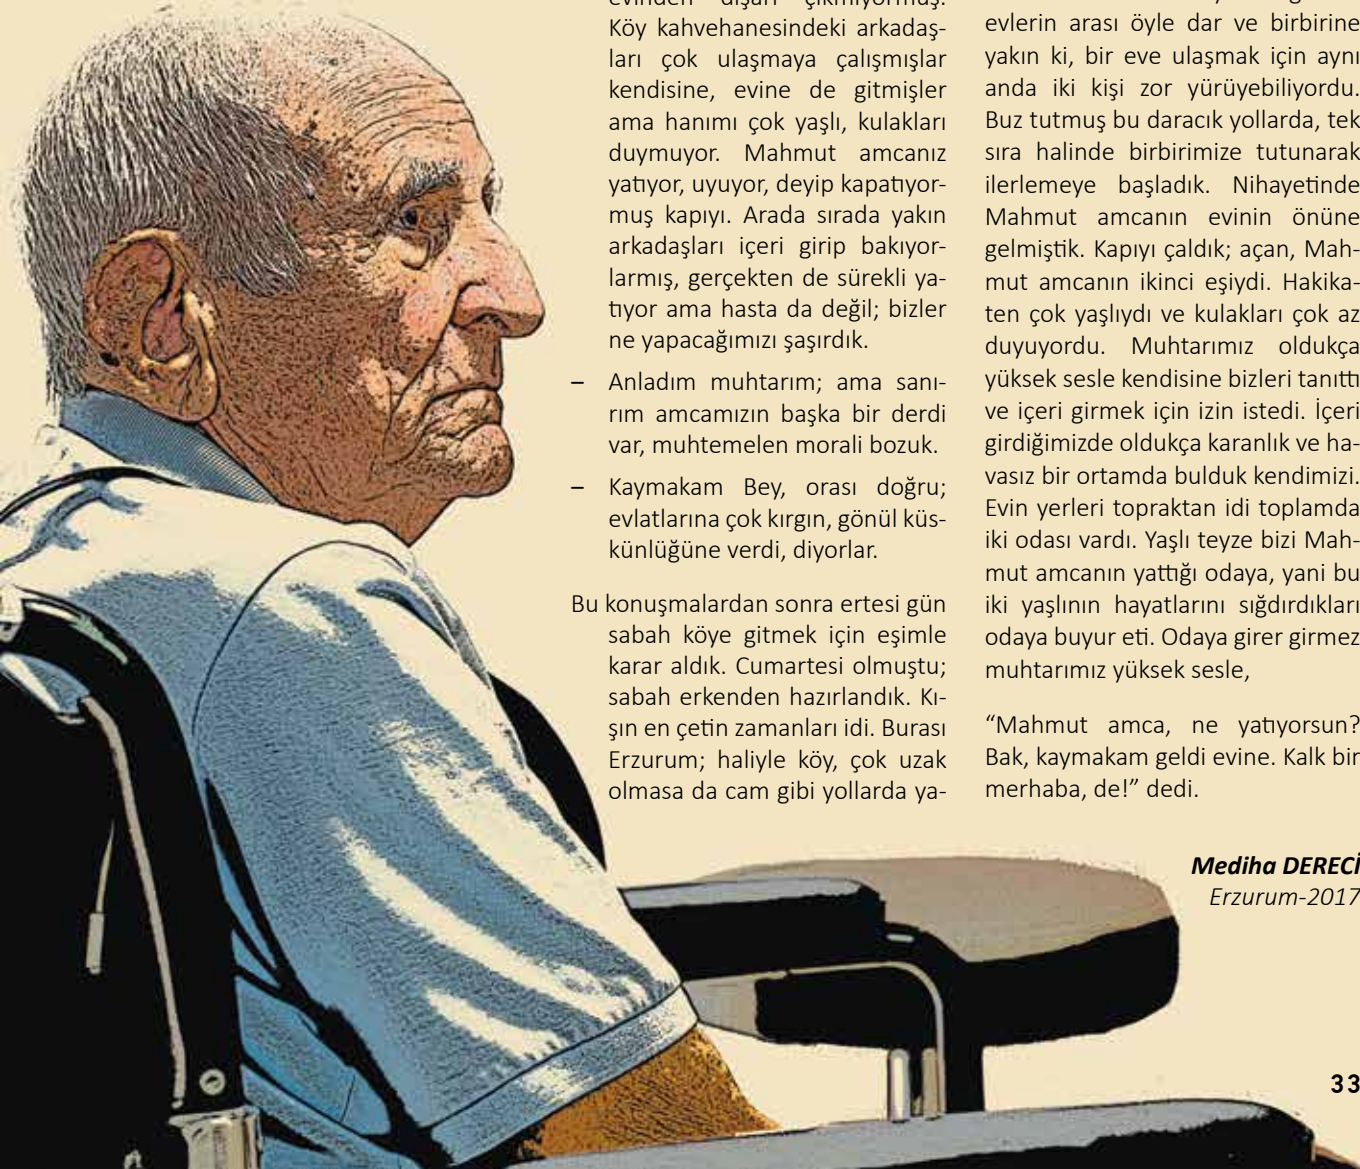 evinden dışarı çıkmıyormuş.
Köy kahvehanesindeki arkadaş-
ları çok ulaşmaya çalışmışlar
kendisine, evine de gitmişler
ama hanımı çok yaşlı, kulakları
duymuyor. Mahmut amcanız
yatıyor, uyuyor, deyip kapatıyor-
muş kapıyı. Arada sırada yakın
arkadaşları içeri girip bakıyor-
larmış, gerçekten de sürekli ya-
tıyor ama hasta da değil; bizler
ne yapacağımızı şaşırdık.
– Anladım muhtarım; ama sanı-
rım amcamızın başka bir derdi
var, muhtemelen morali bozuk.
– Kaymakam Bey, orası doğru;
evlatlarına çok kırgın, gönül küs-
künlüğüne verdi, diyorlar.
Bu konuşmalardan sonra ertesi gün
sabah köye gitmek için eşimle
karar aldık. Cumartesi olmuştu;
sabah erkenden hazırlandık. Kı-
şın en çetin zamanları idi. Burası
Erzurum; haliyle köy, çok uzak
olmasa da cam gibi yollarda ya-
evlerin arası öyle dar ve birbirine
yakın ki, bir eve ulaşmak için aynı
anda iki kişi zor yürüyebiliyordu.
Buz tutmuş bu daracık yollarda, tek
sıra halinde birbirimize tutunarak
ilerlemeye başladık. Nihayetinde
Mahmut amcanın evinin önüne
gelmiştik. Kapıyı çaldık; açan, Mah-
mut amcanın ikinci eşiydi. Hakika-
ten çok yaşlıydı ve kulakları çok az
duyuyordu. Muhtarımız oldukça
yüksek sesle kendisine bizleri tanıttı
ve içeri girmek için izin istedi. İçeri
girdiğimizde oldukça karanlık ve ha-
vasız bir ortamda bulduk kendimizi.
Evin yerleri topraktan idi toplamda
iki odası vardı. Yaşlı teyze bizi Mah-
mut amcanın yattığı odaya, yani bu
iki yaşlının hayatlarını sığdırdıkları
odaya buyur eti. Odaya girer girmez
muhtarımız yüksek sesle,
“Mahmut amca, ne yatıyorsun?
Bak, kaymakam geldi evine. Kalk bir
merhaba, de!” dedi.
Mediha DERECİ
Erzurum-2017
33